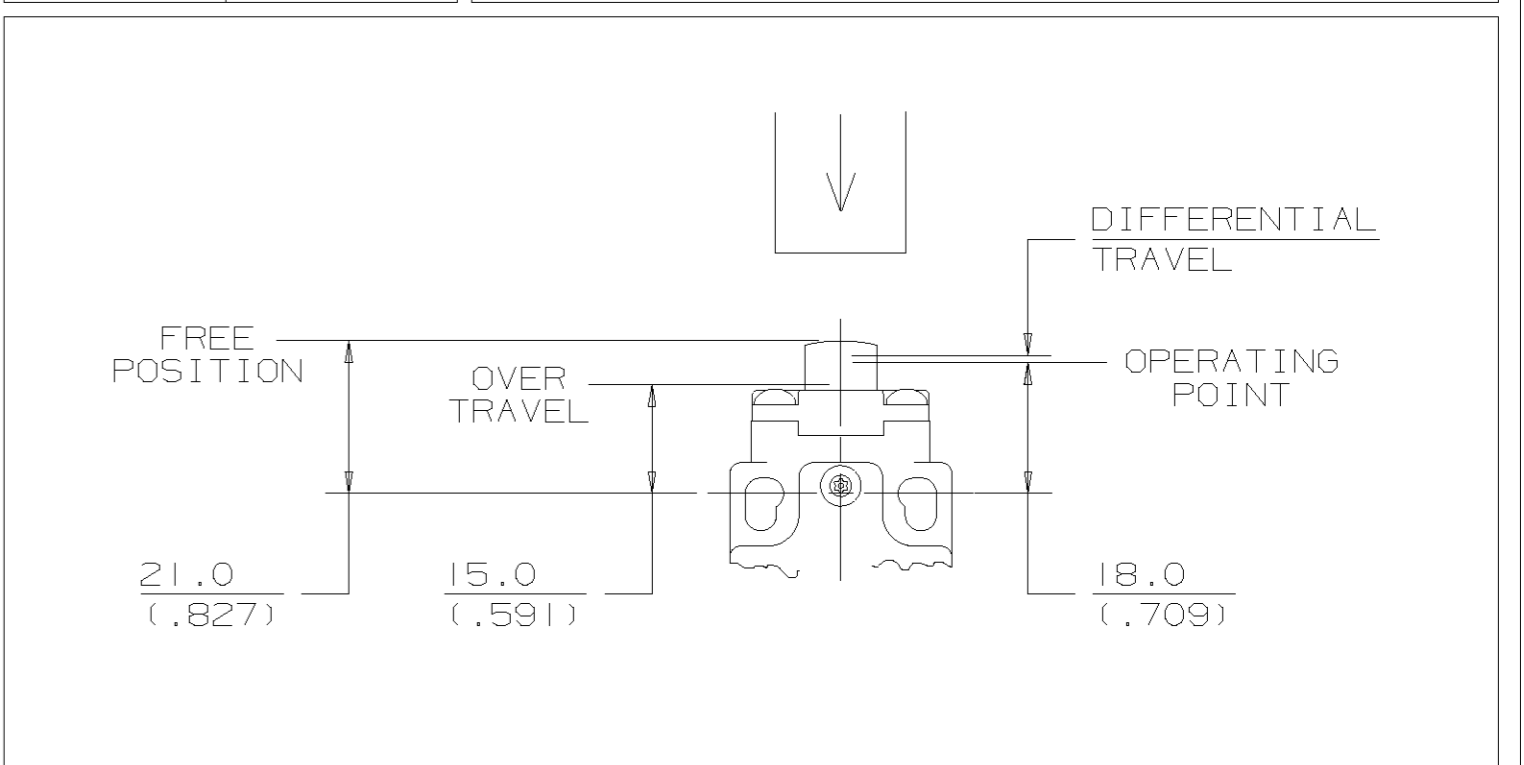 DIFFERENTIAL
TRAVEL
FREE
POSITION
OVER
TRAVEL
OPERATING
POINT
21.0
(.827)
15.0
(.591)
18.0
(.709)